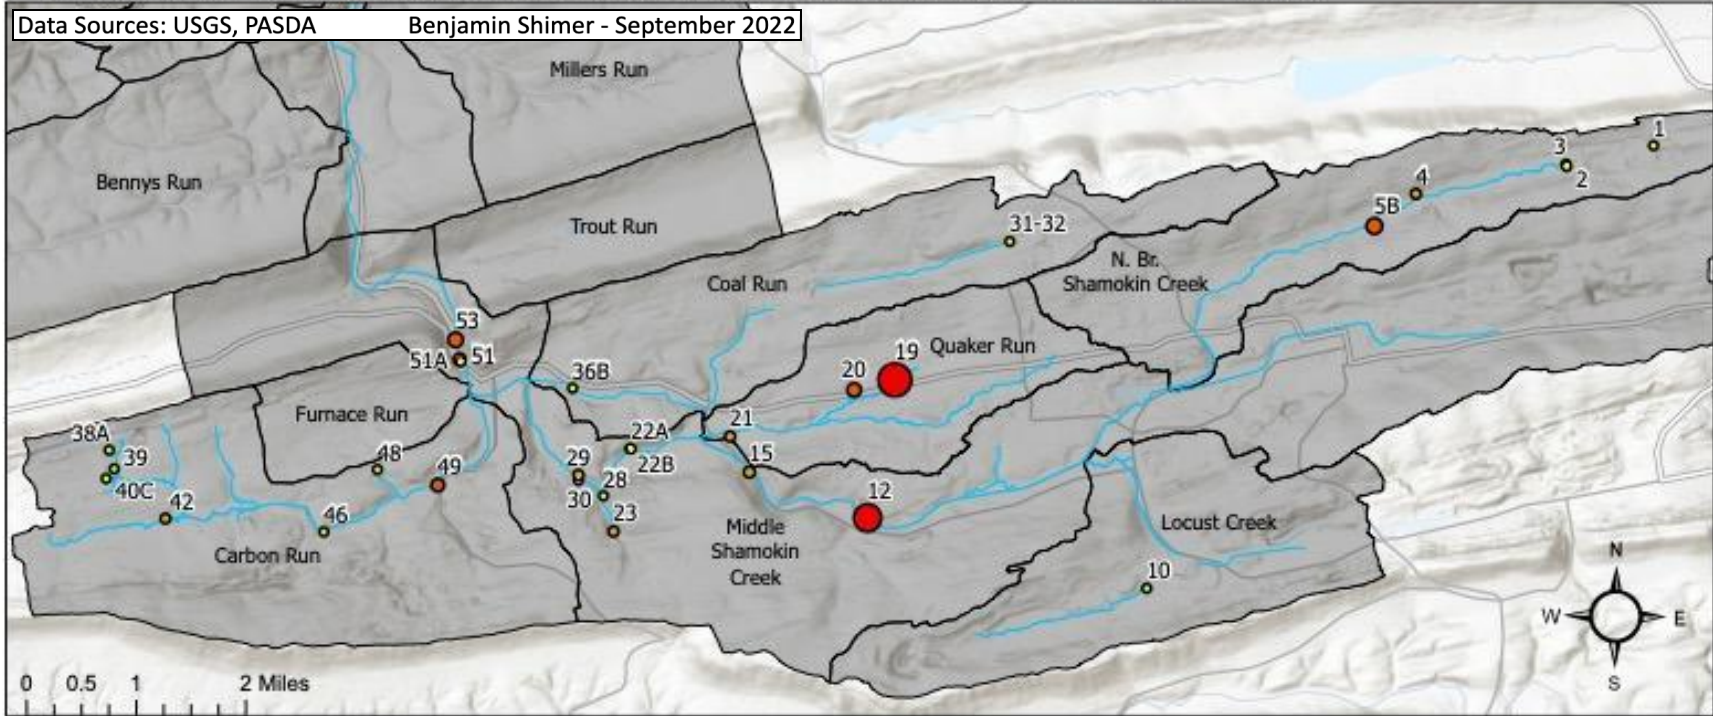 Data Sources: USGS, PASDA Benjamin Shimer - September 2022
Millers Run
Bennys Run
Trout Run
Coal Run
N. Br.
Shamokin Creek
Quaker Run
Furnace Run
Carbon Run
Middle
Shamokin
Creek
Locust Creek
1
3
2
4
5B
31-32
53
51A
51
36B
20
19
21
22A
22B
15
12
29
30
28
23
38A
39
40C
42
46
48
49
10
N
W
E
S
0 0.5 1 2 Miles